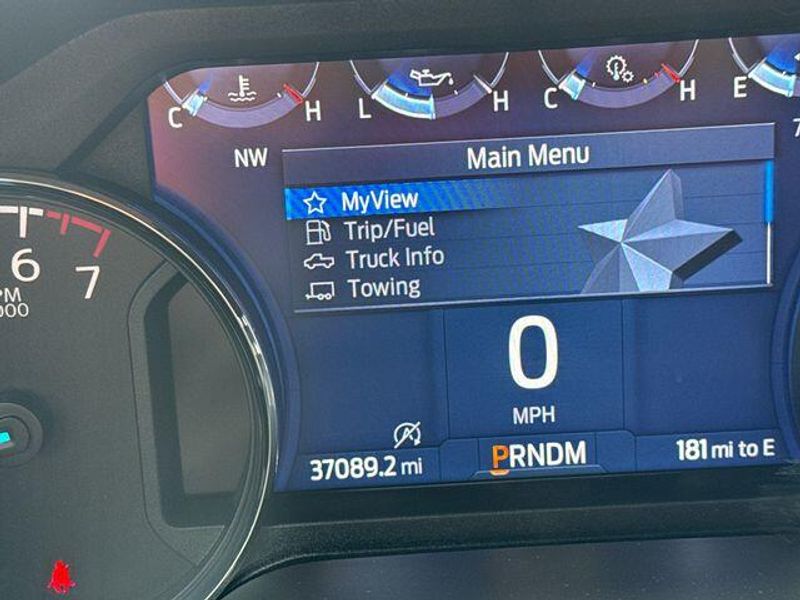 C H L H C H E
NW
Main Menu
MyView
Trip/Fuel
Truck Info
Towing
6
7
0
MPH
37089.2 mi
PRNDM
181 mi to E